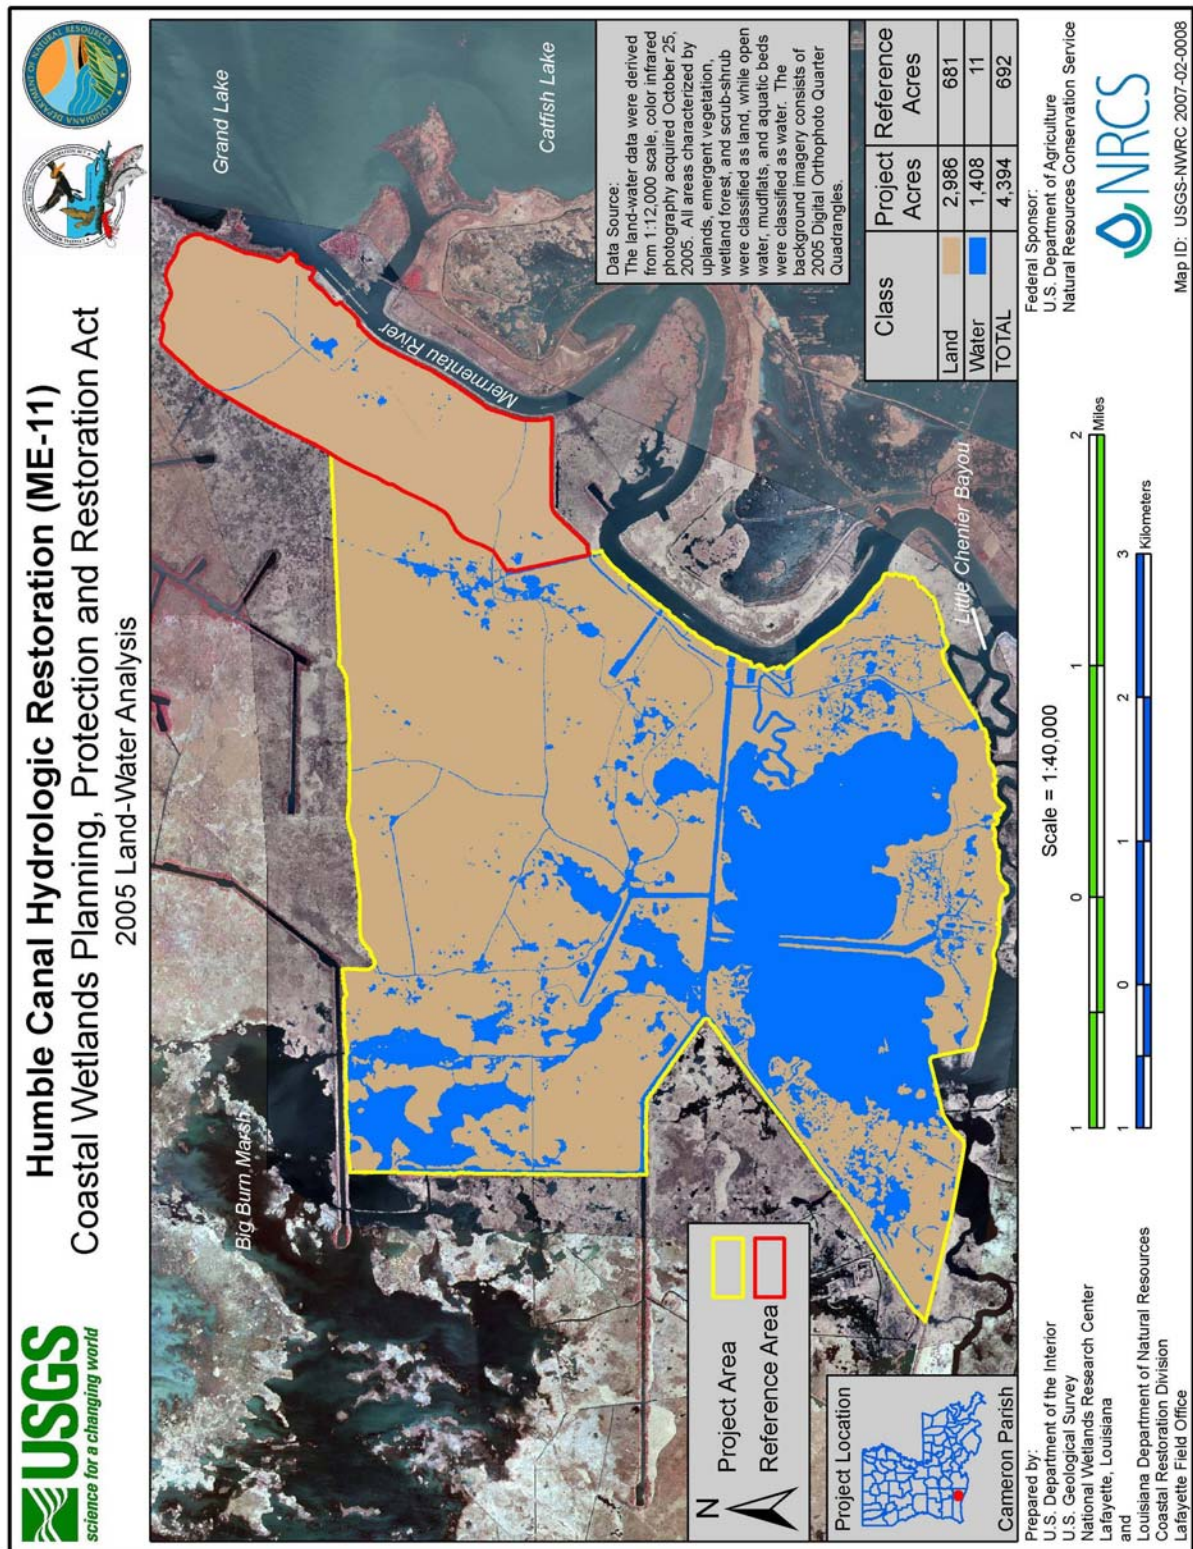 USGS
science for a changing world
Humble Canal Hydrologic Restoration (ME-11)
Coastal Wetlands Planning, Protection and Restoration Act
2005 Land-Water Analysis
LOUISIANA DEPARTMENT OF NATURAL RESOURCES
Grand Lake
Catfish Lake
Big Burn Marsh
Mermentau River
Little Chenier Bayou
Data Source:
The land-water data were derived
from 1:12,000 scale, color infrared
photography acquired October 25,
2005. All areas characterized by
uplands, emergent vegetation,
wetland forest, and scrub-shrub
were classified as land, while open
water, mudflats, and aquatic beds
were classified as water. The
background imagery consists of
2005 Digital Orthophoto Quarter
Quadrangles.
Class Project Acres Reference Acres
Land 2,986 681
Water 1,408 11
TOTAL 4,394 692
N
Project Area
Reference Area
Project Location
Cameron Parish
Prepared by:
U.S. Department of the Interior
U.S. Geological Survey
National Wetlands Research Center
Lafayette, Louisiana
and
Louisiana Department of Natural Resources
Coastal Restoration Division
Lafayette Field Office
Scale = 1:40,000
1 0 1 2
Miles
1 0 1 2 3
Kilometers
Federal Sponsor:
U.S. Department of Agriculture
Natural Resources Conservation Service
NRCS
Map ID: USGS-NWRC 2007-02-0008